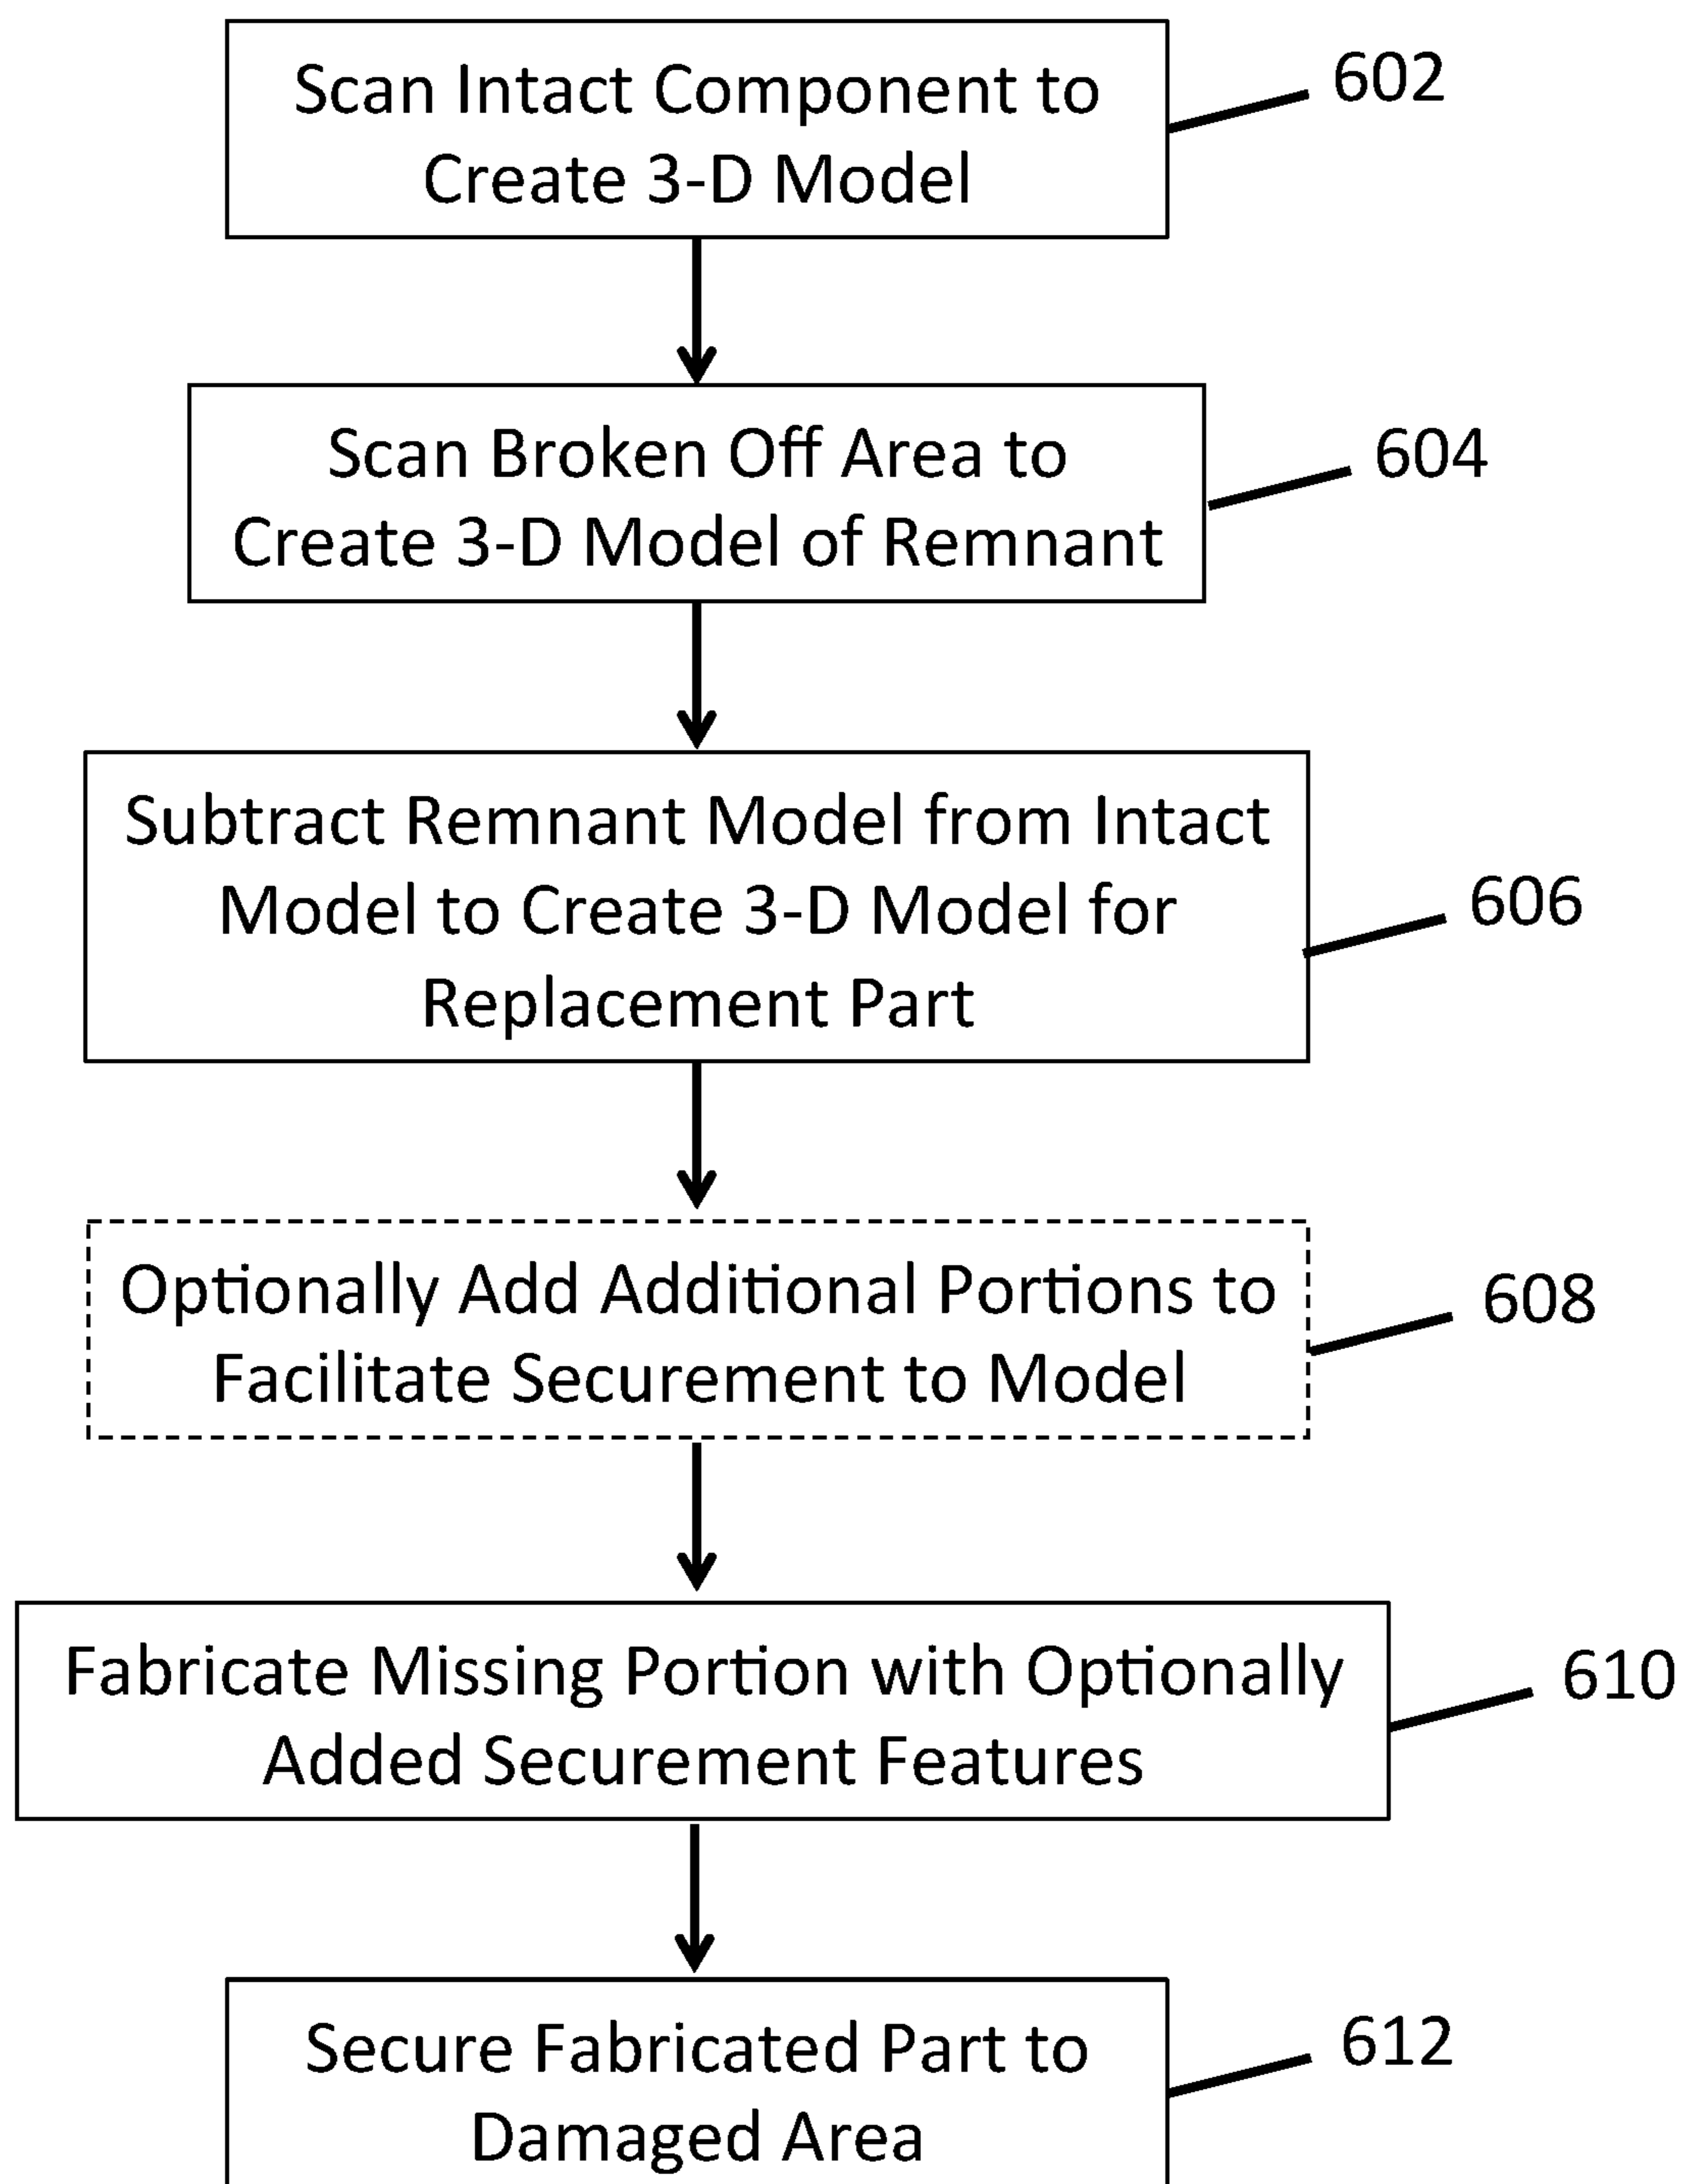 Scan Intact Component to
Create 3-D Model
602
Scan Broken Off Area to
Create 3-D Model of Remnant
604
Subtract Remnant Model from Intact
Model to Create 3-D Model for
Replacement Part
606
Optionally Add Additional Portions to
Facilitate Securement to Model
608
Fabricate Missing Portion with Optionally
Added Securement Features
610
Secure Fabricated Part to
Damaged Area
612